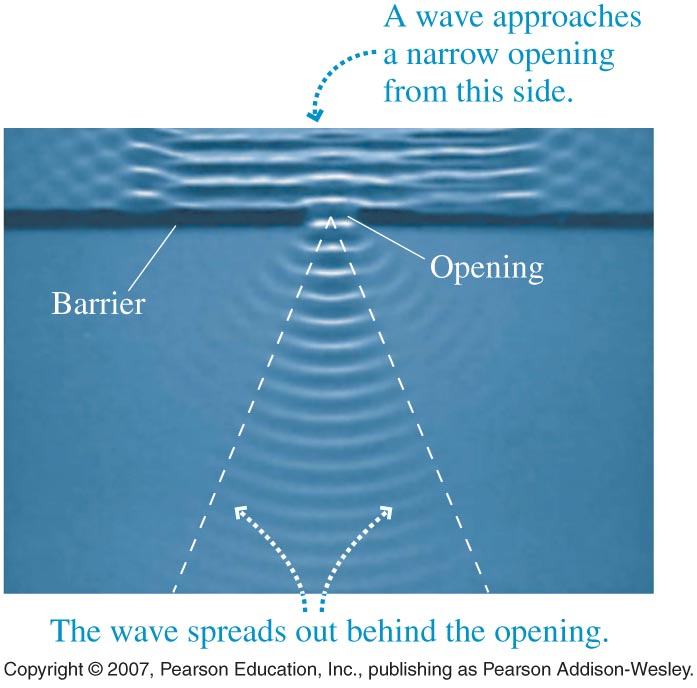 A wave approaches
a narrow opening
from this side.
Opening
Barrier
The wave spreads out behind the opening.
Copyright © 2007, Pearson Education, Inc., publishing as Pearson Addison-Wesley.